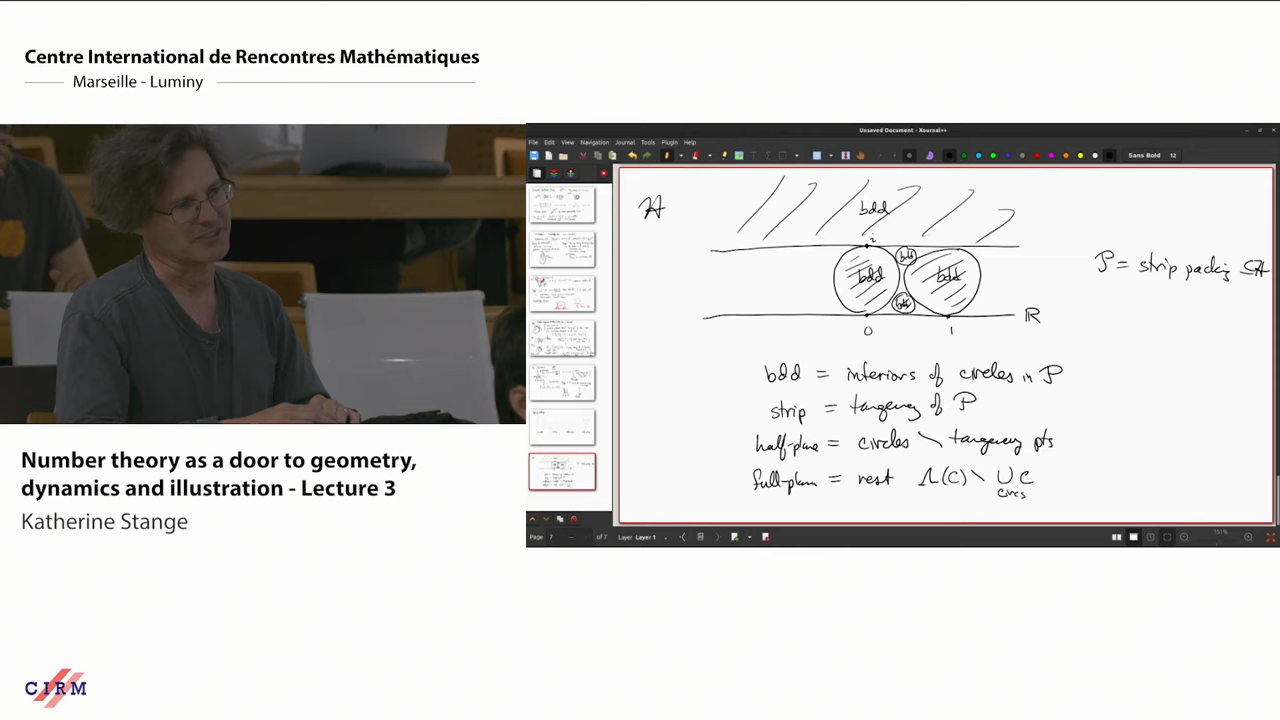 Centre International de Rencontres Mathématiques
Marseille - Luminy
Unsaved Document - Xournal++
File Edit View Navigation Journal Tools Plugin Help
Sans Bold 12
bdd
i
bdd
bdd
bdd
bdd
P = strip packing ⊆ A
ℝ
0 1
bdd = interiors of circles in P
strip = tangency of P
half-plane = circles \ tangency pts
full-plane = rest Λ(C) \ ∪ C
circs
Page 7 of 7 Layer Layer 1
151%
Number theory as a door to geometry,
dynamics and illustration - Lecture 3
Katherine Stange
CIRM